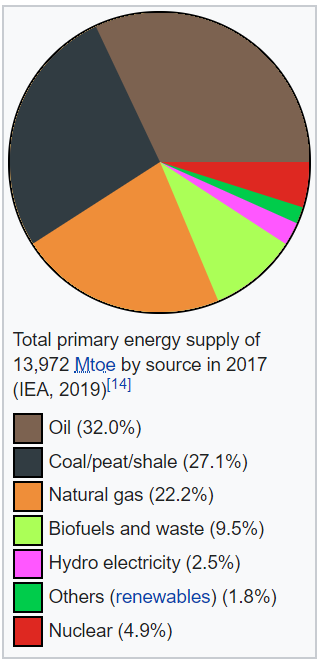 Total primary energy supply of
13,972 Mtoe by source in 2017
(IEA, 2019)[14]
Oil (32.0%)
Coal/peat/shale (27.1%)
Natural gas (22.2%)
Biofuels and waste (9.5%)
Hydro electricity (2.5%)
Others (renewables) (1.8%)
Nuclear (4.9%)